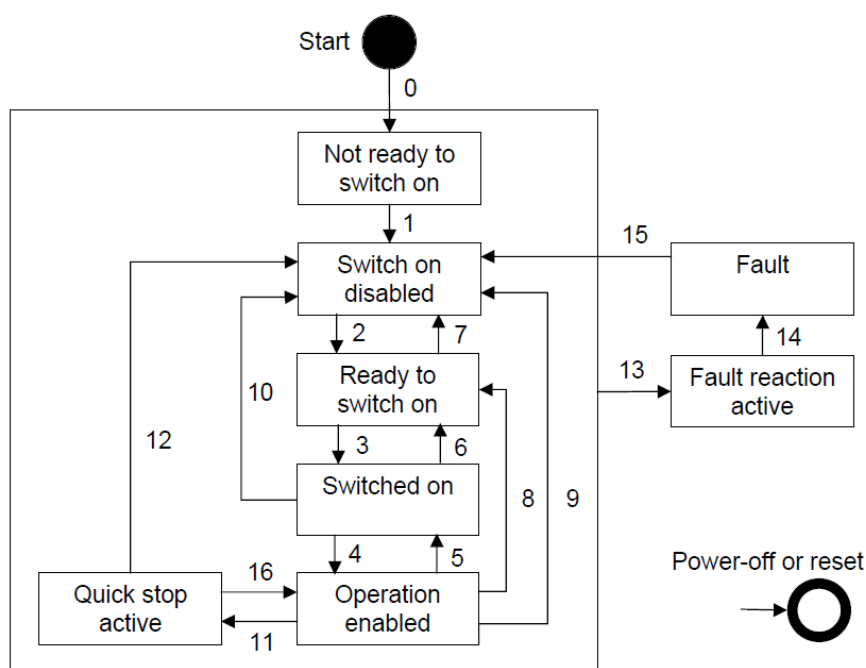 Start
0
Not ready to
switch on
1
15
Switch on
disabled
Fault
2
7
14
10
Ready to
switch on
13
Fault reaction
active
12
3
6
Switched on
8
9
4
5
Power-off or reset
16
Quick stop
active
Operation
enabled
11